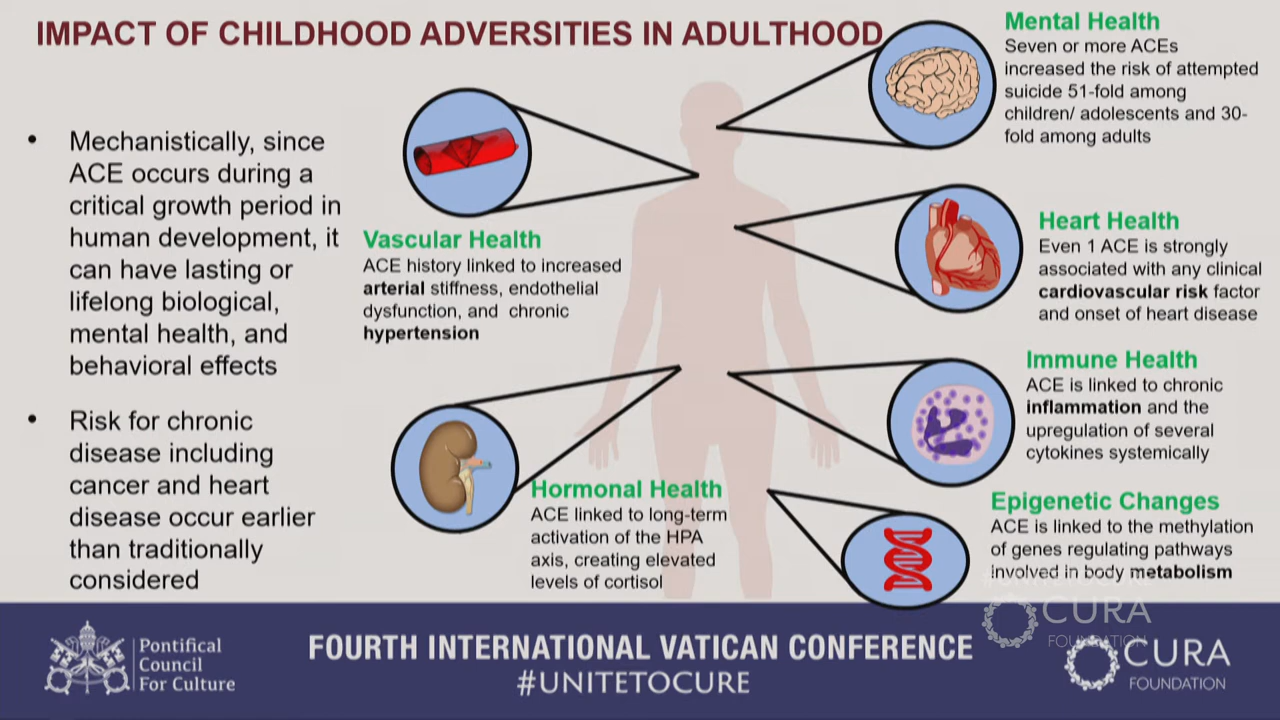 IMPACT OF CHILDHOOD ADVERSITIES IN ADULTHOOD
• Mechanistically, since
ACE occurs during a
critical growth period in
human development, it
can have lasting or
lifelong biological,
mental health, and
behavioral effects
• Risk for chronic
disease including
cancer and heart
disease occur earlier
than traditionally
considered
Vascular Health
ACE history linked to increased
arterial stiffness, endothelial
dysfunction, and chronic
hypertension
Hormonal Health
ACE linked to long-term
activation of the HPA
axis, creating elevated
levels of cortisol
Mental Health
Seven or more ACEs
increased the risk of attempted
suicide 51-fold among
children/ adolescents and 30-
fold among adults
Heart Health
Even 1 ACE is strongly
associated with any clinical
cardiovascular risk factor
and onset of heart disease
Immune Health
ACE is linked to chronic
inflammation and the
upregulation of several
cytokines systemically
Epigenetic Changes
ACE is linked to the methylation
of genes regulating pathways
involved in body metabolism
CURA
FOUNDATION
Pontifical
Council
For Culture
FOURTH INTERNATIONAL VATICAN CONFERENCE
#UNITETOCURE
CURA
FOUNDATION